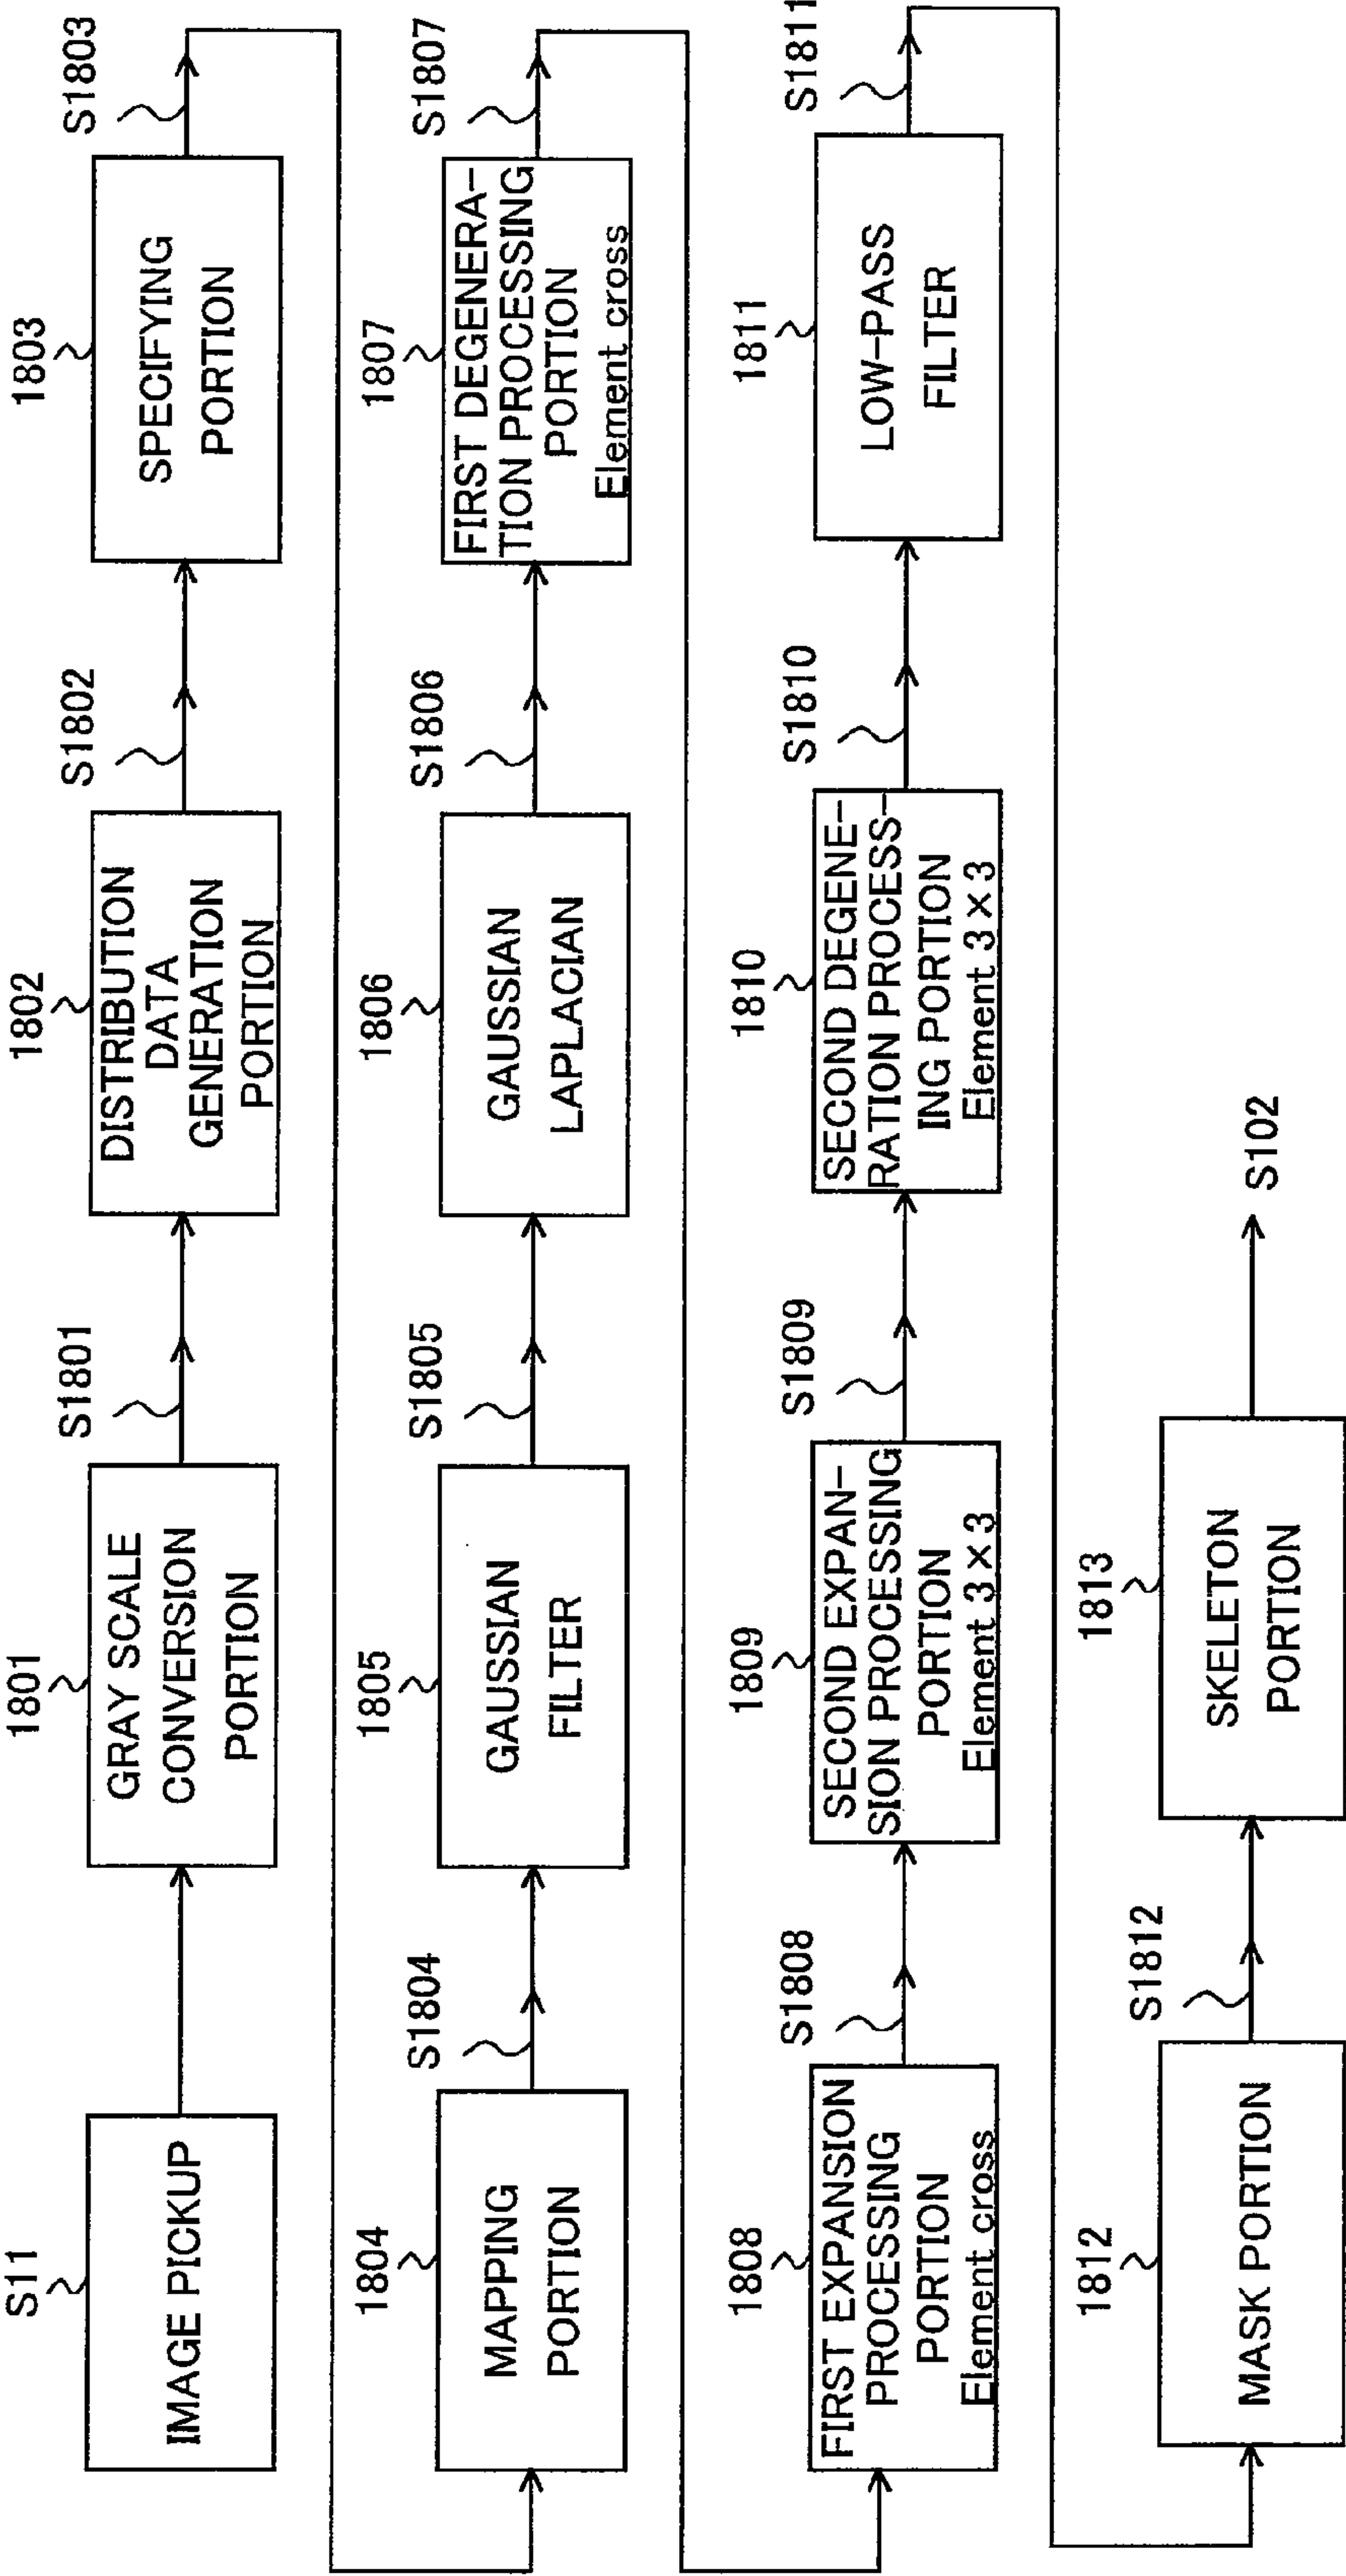 S11
IMAGE PICKUP
1801
GRAY SCALE
CONVERSION
PORTION
S1801
1802
DISTRIBUTION
DATA
GENERATION
PORTION
S1802
1803
SPECIFYING
PORTION
S1803
1804
MAPPING
PORTION
S1804
1805
GAUSSIAN
FILTER
S1805
1806
GAUSSIAN
LAPLACIAN
S1806
1807
FIRST DEGENERA-
TION PROCESSING
PORTION
Element cross
S1807
1808
FIRST EXPANSION
PROCESSING
PORTION
Element cross
S1808
1809
SECOND EXPAN-
SION PROCESSING
PORTION
Element 3 × 3
S1809
1810
SECOND DEGENE-
RATION PROCESS-
ING PORTION
Element 3 × 3
S1810
1811
LOW-PASS
FILTER
S1811
1812
MASK PORTION
S1812
1813
SKELETON
PORTION
S102